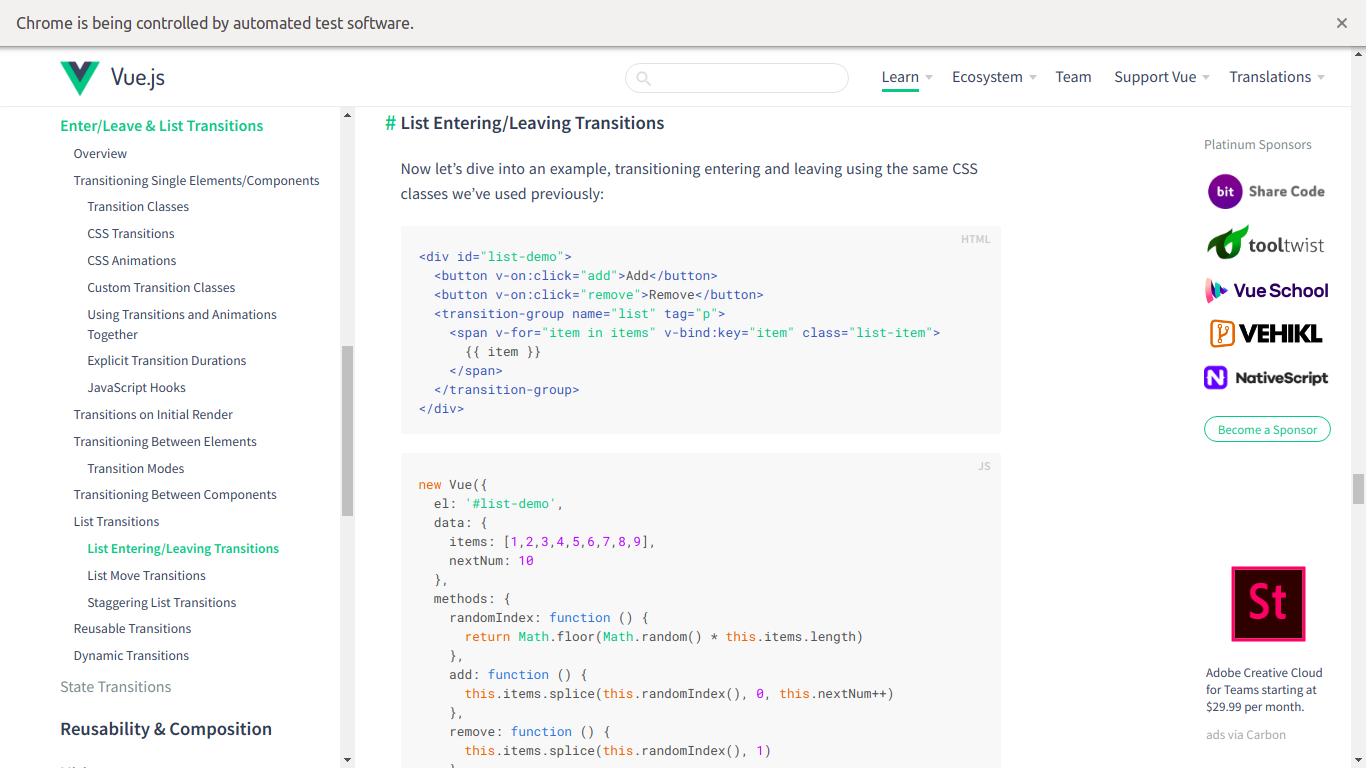 Chrome is being controlled by automated test software.
Vue.js
Learn
Ecosystem
Team
Support Vue
Translations
Enter/Leave & List Transitions
Overview
Transitioning Single Elements/Components
Transition Classes
CSS Transitions
CSS Animations
Custom Transition Classes
Using Transitions and Animations
Together
Explicit Transition Durations
JavaScript Hooks
Transitions on Initial Render
Transitioning Between Elements
Transition Modes
Transitioning Between Components
List Transitions
List Entering/Leaving Transitions
List Move Transitions
Staggering List Transitions
Reusable Transitions
Dynamic Transitions
State Transitions
Reusability & Composition
# List Entering/Leaving Transitions
Now let’s dive into an example, transitioning entering and leaving using the same CSS
classes we’ve used previously:
HTML
<div id="list-demo">
  <button v-on:click="add">Add</button>
  <button v-on:click="remove">Remove</button>
  <transition-group name="list" tag="p">
    <span v-for="item in items" v-bind:key="item" class="list-item">
      {{ item }}
    </span>
  </transition-group>
</div>
JS
new Vue({
  el: '#list-demo',
  data: {
    items: [1,2,3,4,5,6,7,8,9],
    nextNum: 10
  },
  methods: {
    randomIndex: function () {
      return Math.floor(Math.random() * this.items.length)
    },
    add: function () {
      this.items.splice(this.randomIndex(), 0, this.nextNum++)
    },
    remove: function () {
      this.items.splice(this.randomIndex(), 1)
Platinum Sponsors
bit Share Code
tooltwist
Vue School
VEHIKL
NativeScript
Become a Sponsor
St
Adobe Creative Cloud
for Teams starting at
$29.99 per month.
ads via Carbon